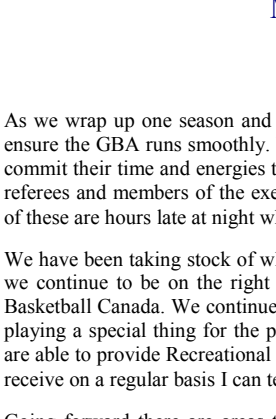 As we wrap up one season and
ensure the GBA runs smoothly.
commit their time and energies
referees and members of the
of these are hours late at night
We have been taking stock of
we continue to be on the right
Basketball Canada. We continue
playing a special thing for the
are able to provide Recreational
receive on a regular basis I can